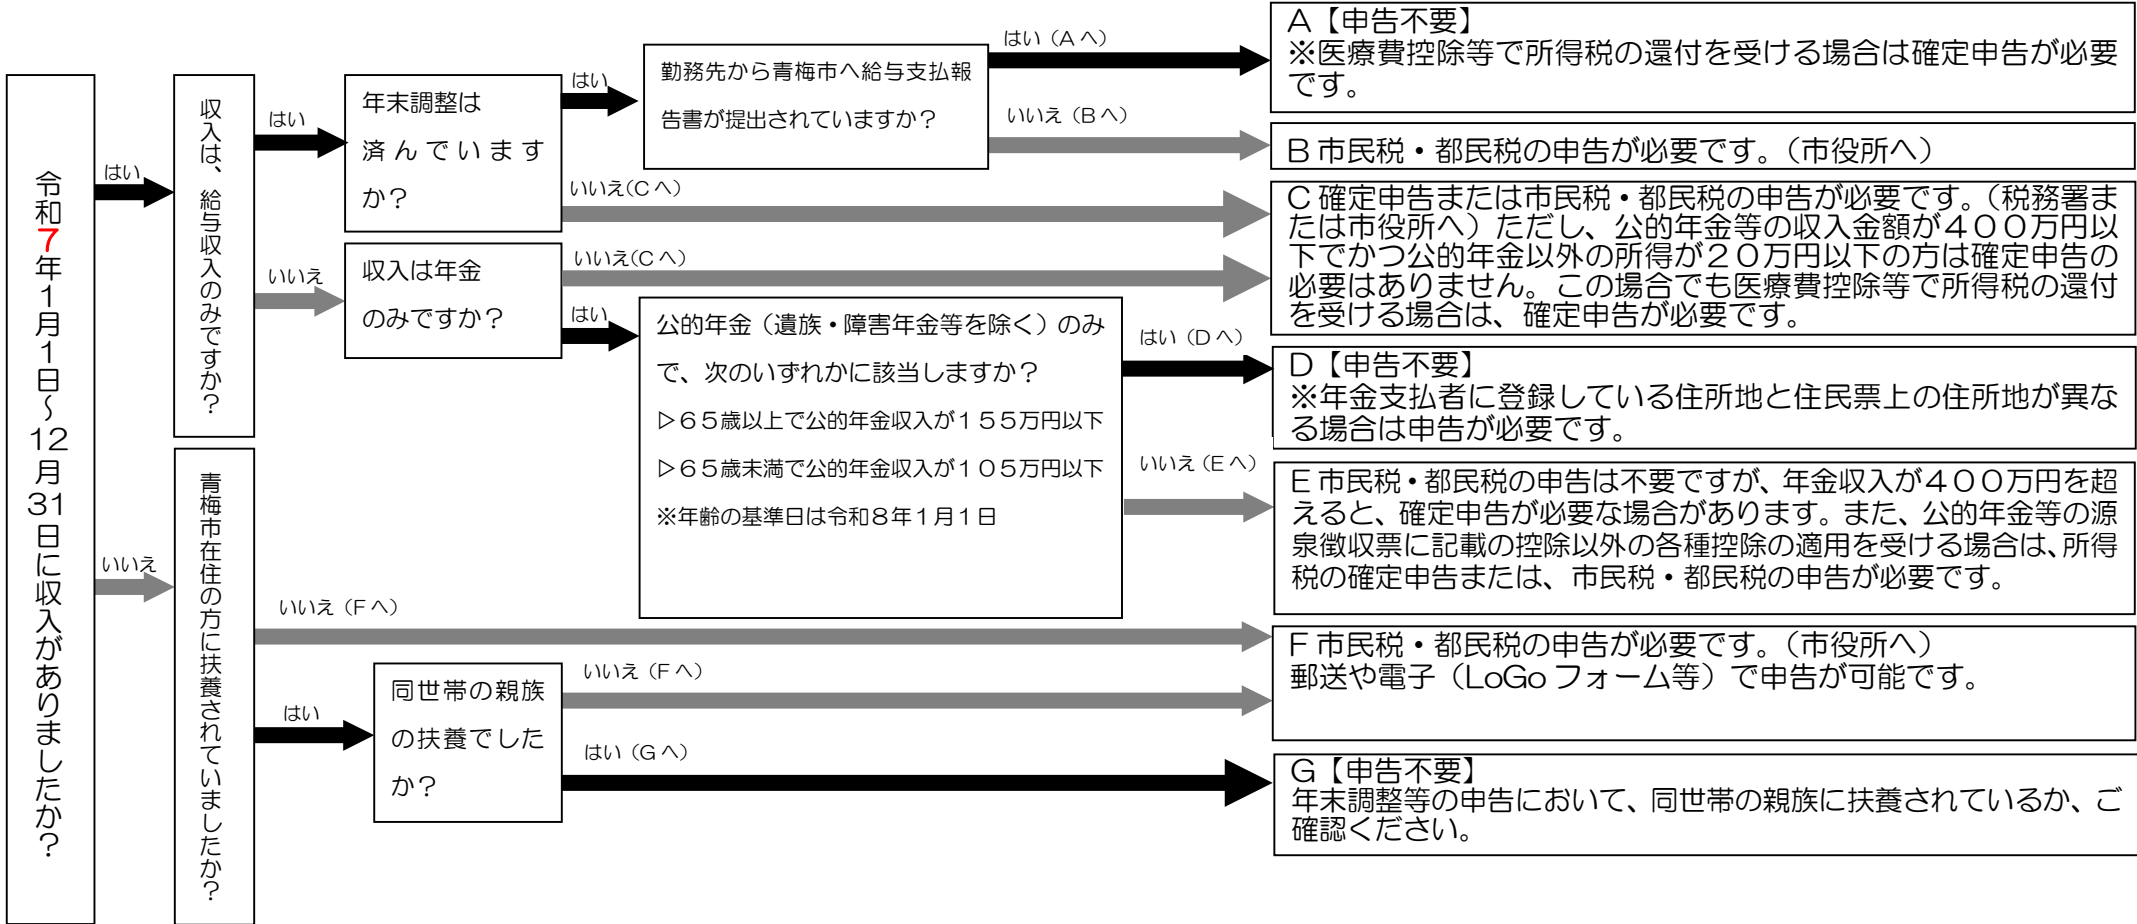 令和7年1月1日～12月31日に収入がありましたか？
はい
いいえ
収入は、給与収入のみですか？
はい
いいえ
年末調整は
済んでいます
か？
はい
いいえ(Cへ)
勤務先から青梅市へ給与支払報
告書が提出されていますか？
はい（Aへ）
いいえ（Bへ）
収入は年金
のみですか？
いいえ(Cへ)
はい
公的年金（遺族・障害年金等を除く）のみ
で、次のいずれかに該当しますか？
▷65歳以上で公的年金収入が155万円以下
▷65歳未満で公的年金収入が105万円以下
※年齢の基準日は令和8年1月1日
はい（Dへ）
いいえ（Eへ）
青梅市在住の方に扶養されていましたか？
いいえ（Fへ）
はい
同世帯の親族
の扶養でした
か？
いいえ（Fへ）
はい（Gへ）
A【申告不要】
※医療費控除等で所得税の還付を受ける場合は確定申告が必要
です。
B市民税・都民税の申告が必要です。（市役所へ）
C確定申告または市民税・都民税の申告が必要です。（税務署ま
たは市役所へ）ただし、公的年金等の収入金額が400万円以
下でかつ公的年金以外の所得が20万円以下の方は確定申告の
必要はありません。この場合でも医療費控除等で所得税の還付
を受ける場合は、確定申告が必要です。
D【申告不要】
※年金支払者に登録している住所地と住民票上の住所地が異な
る場合は申告が必要です。
E市民税・都民税の申告は不要ですが、年金収入が400万円を超
えると、確定申告が必要な場合があります。また、公的年金等の源
泉徴収票に記載の控除以外の各種控除の適用を受ける場合は、所得
税の確定申告または、市民税・都民税の申告が必要です。
F市民税・都民税の申告が必要です。（市役所へ）
郵送や電子（LoGoフォーム等）で申告が可能です。
G【申告不要】
年末調整等の申告において、同世帯の親族に扶養されているか、ご
確認ください。